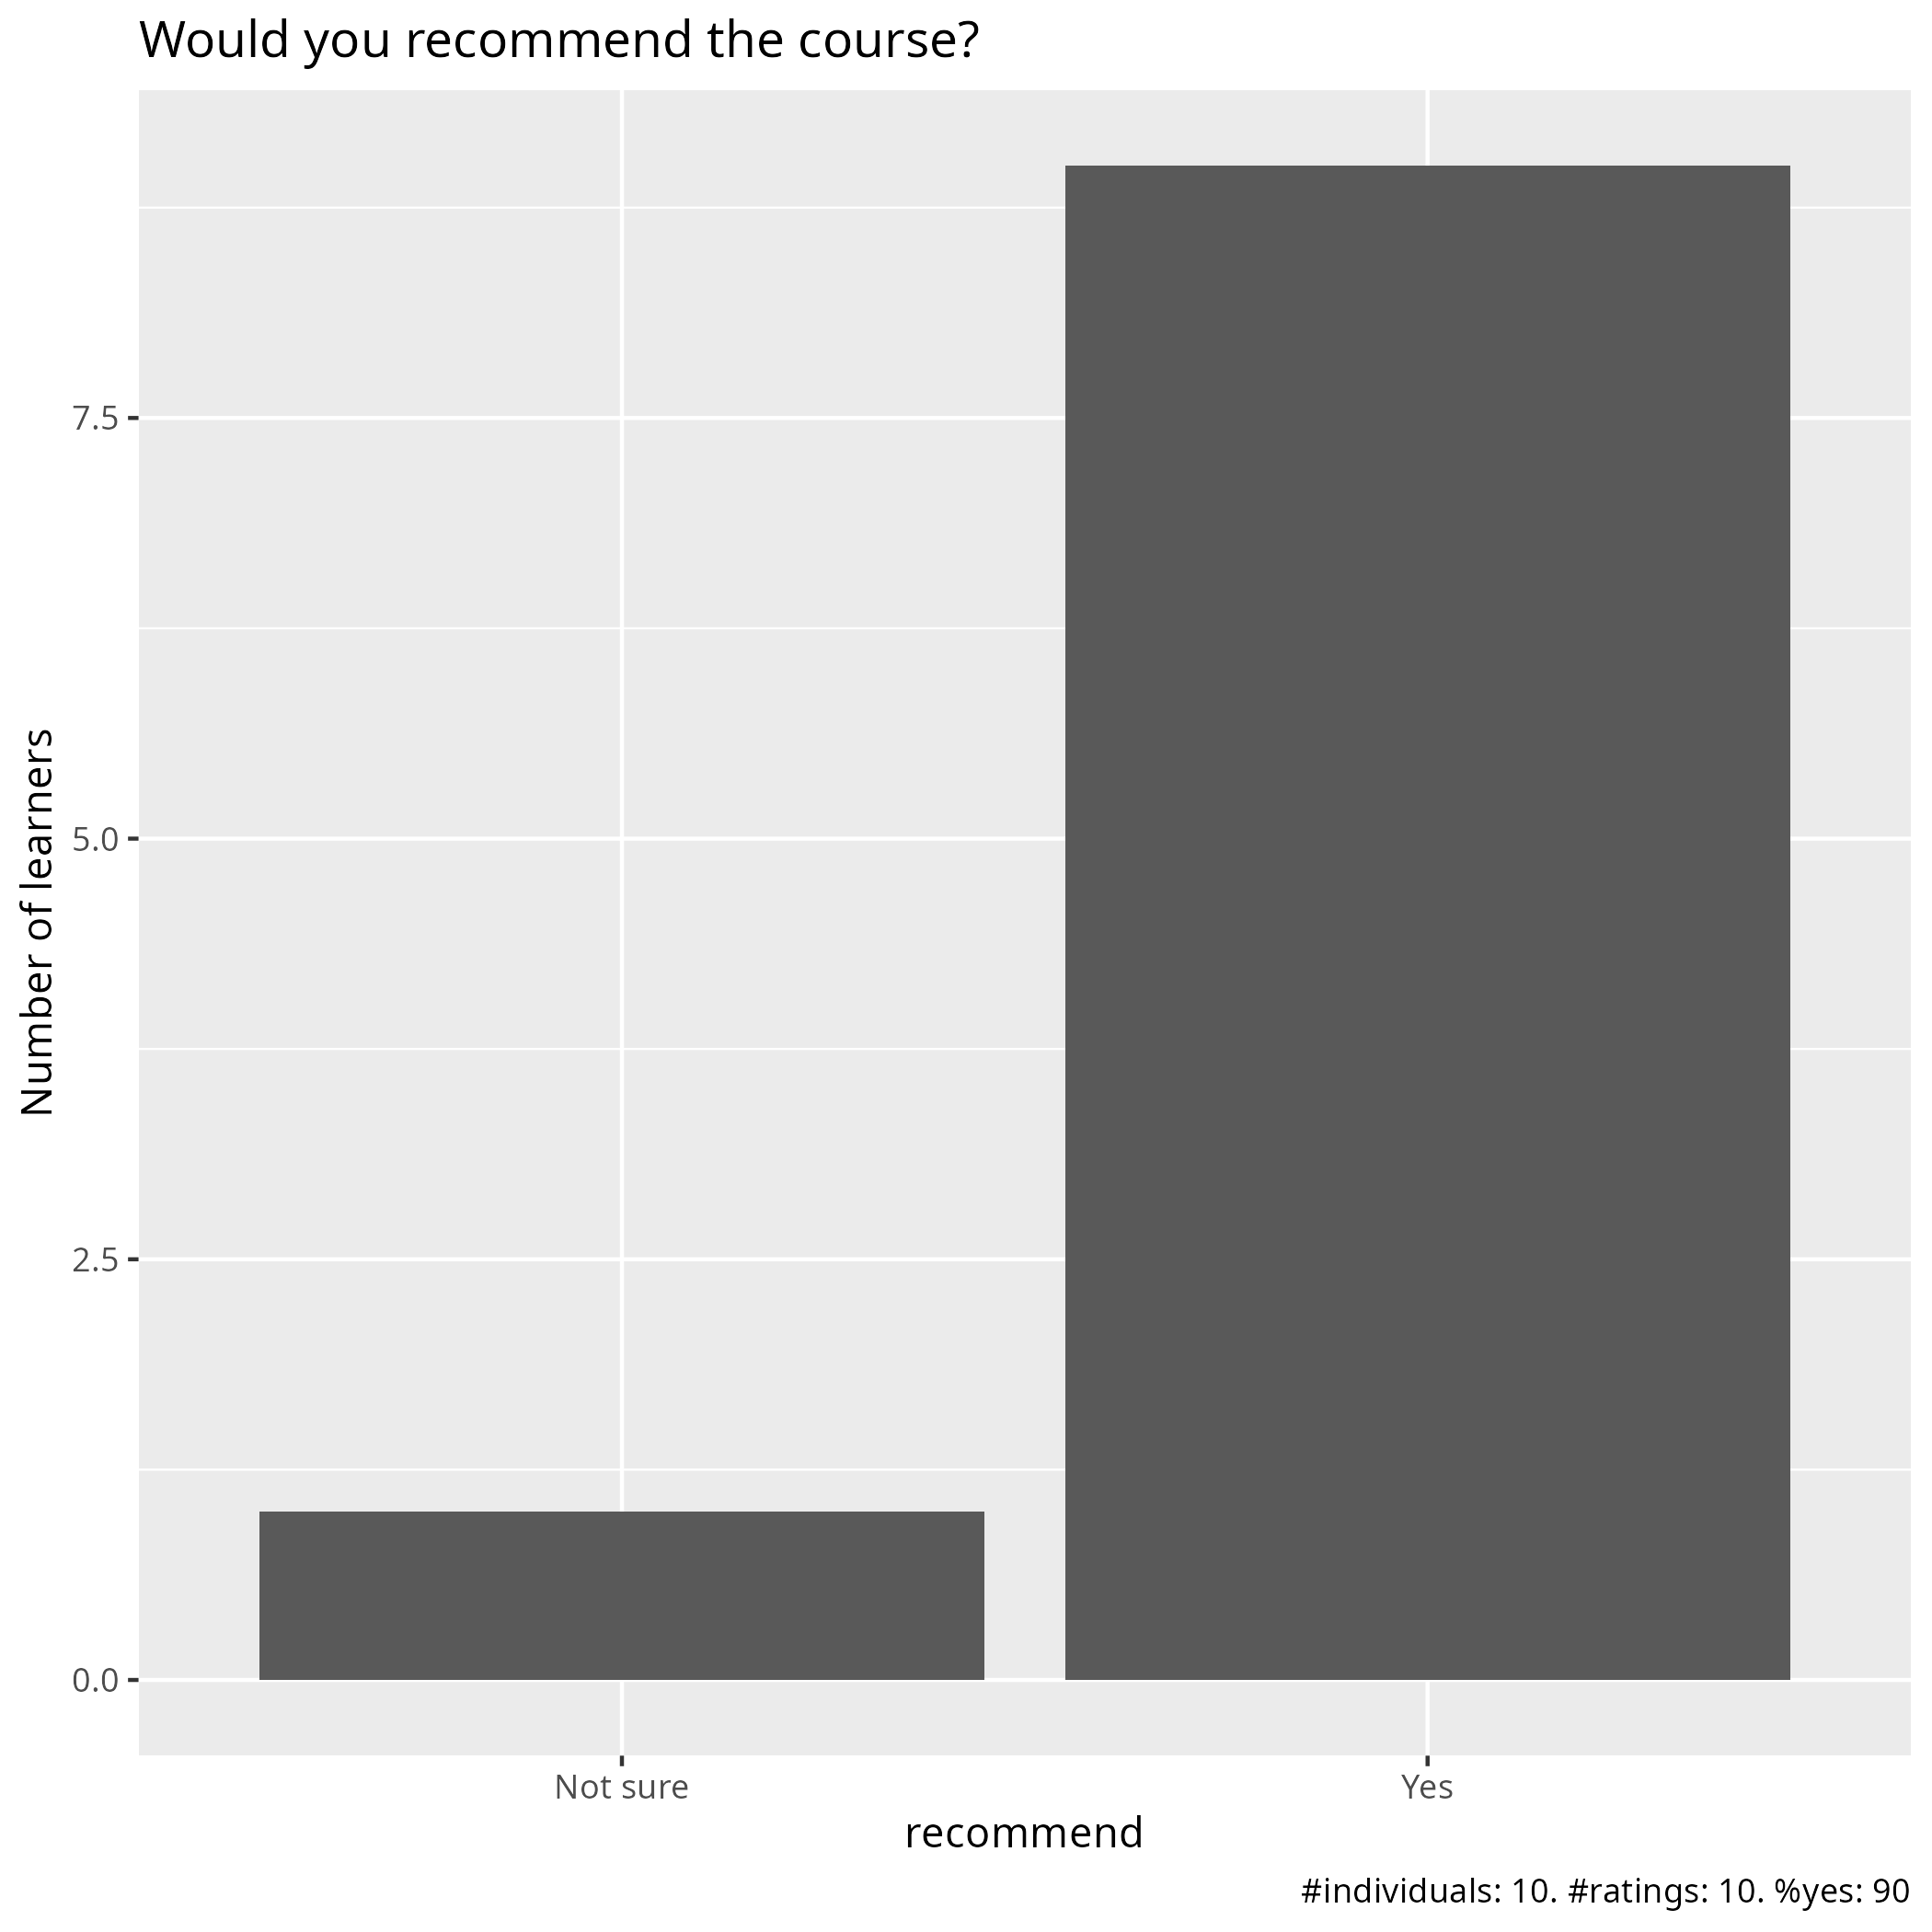 Would you recommend the course?
Number of learners
7.5
5.0
2.5
0.0
Not sure
Yes
recommend
#individuals: 10. #ratings: 10. %yes: 90